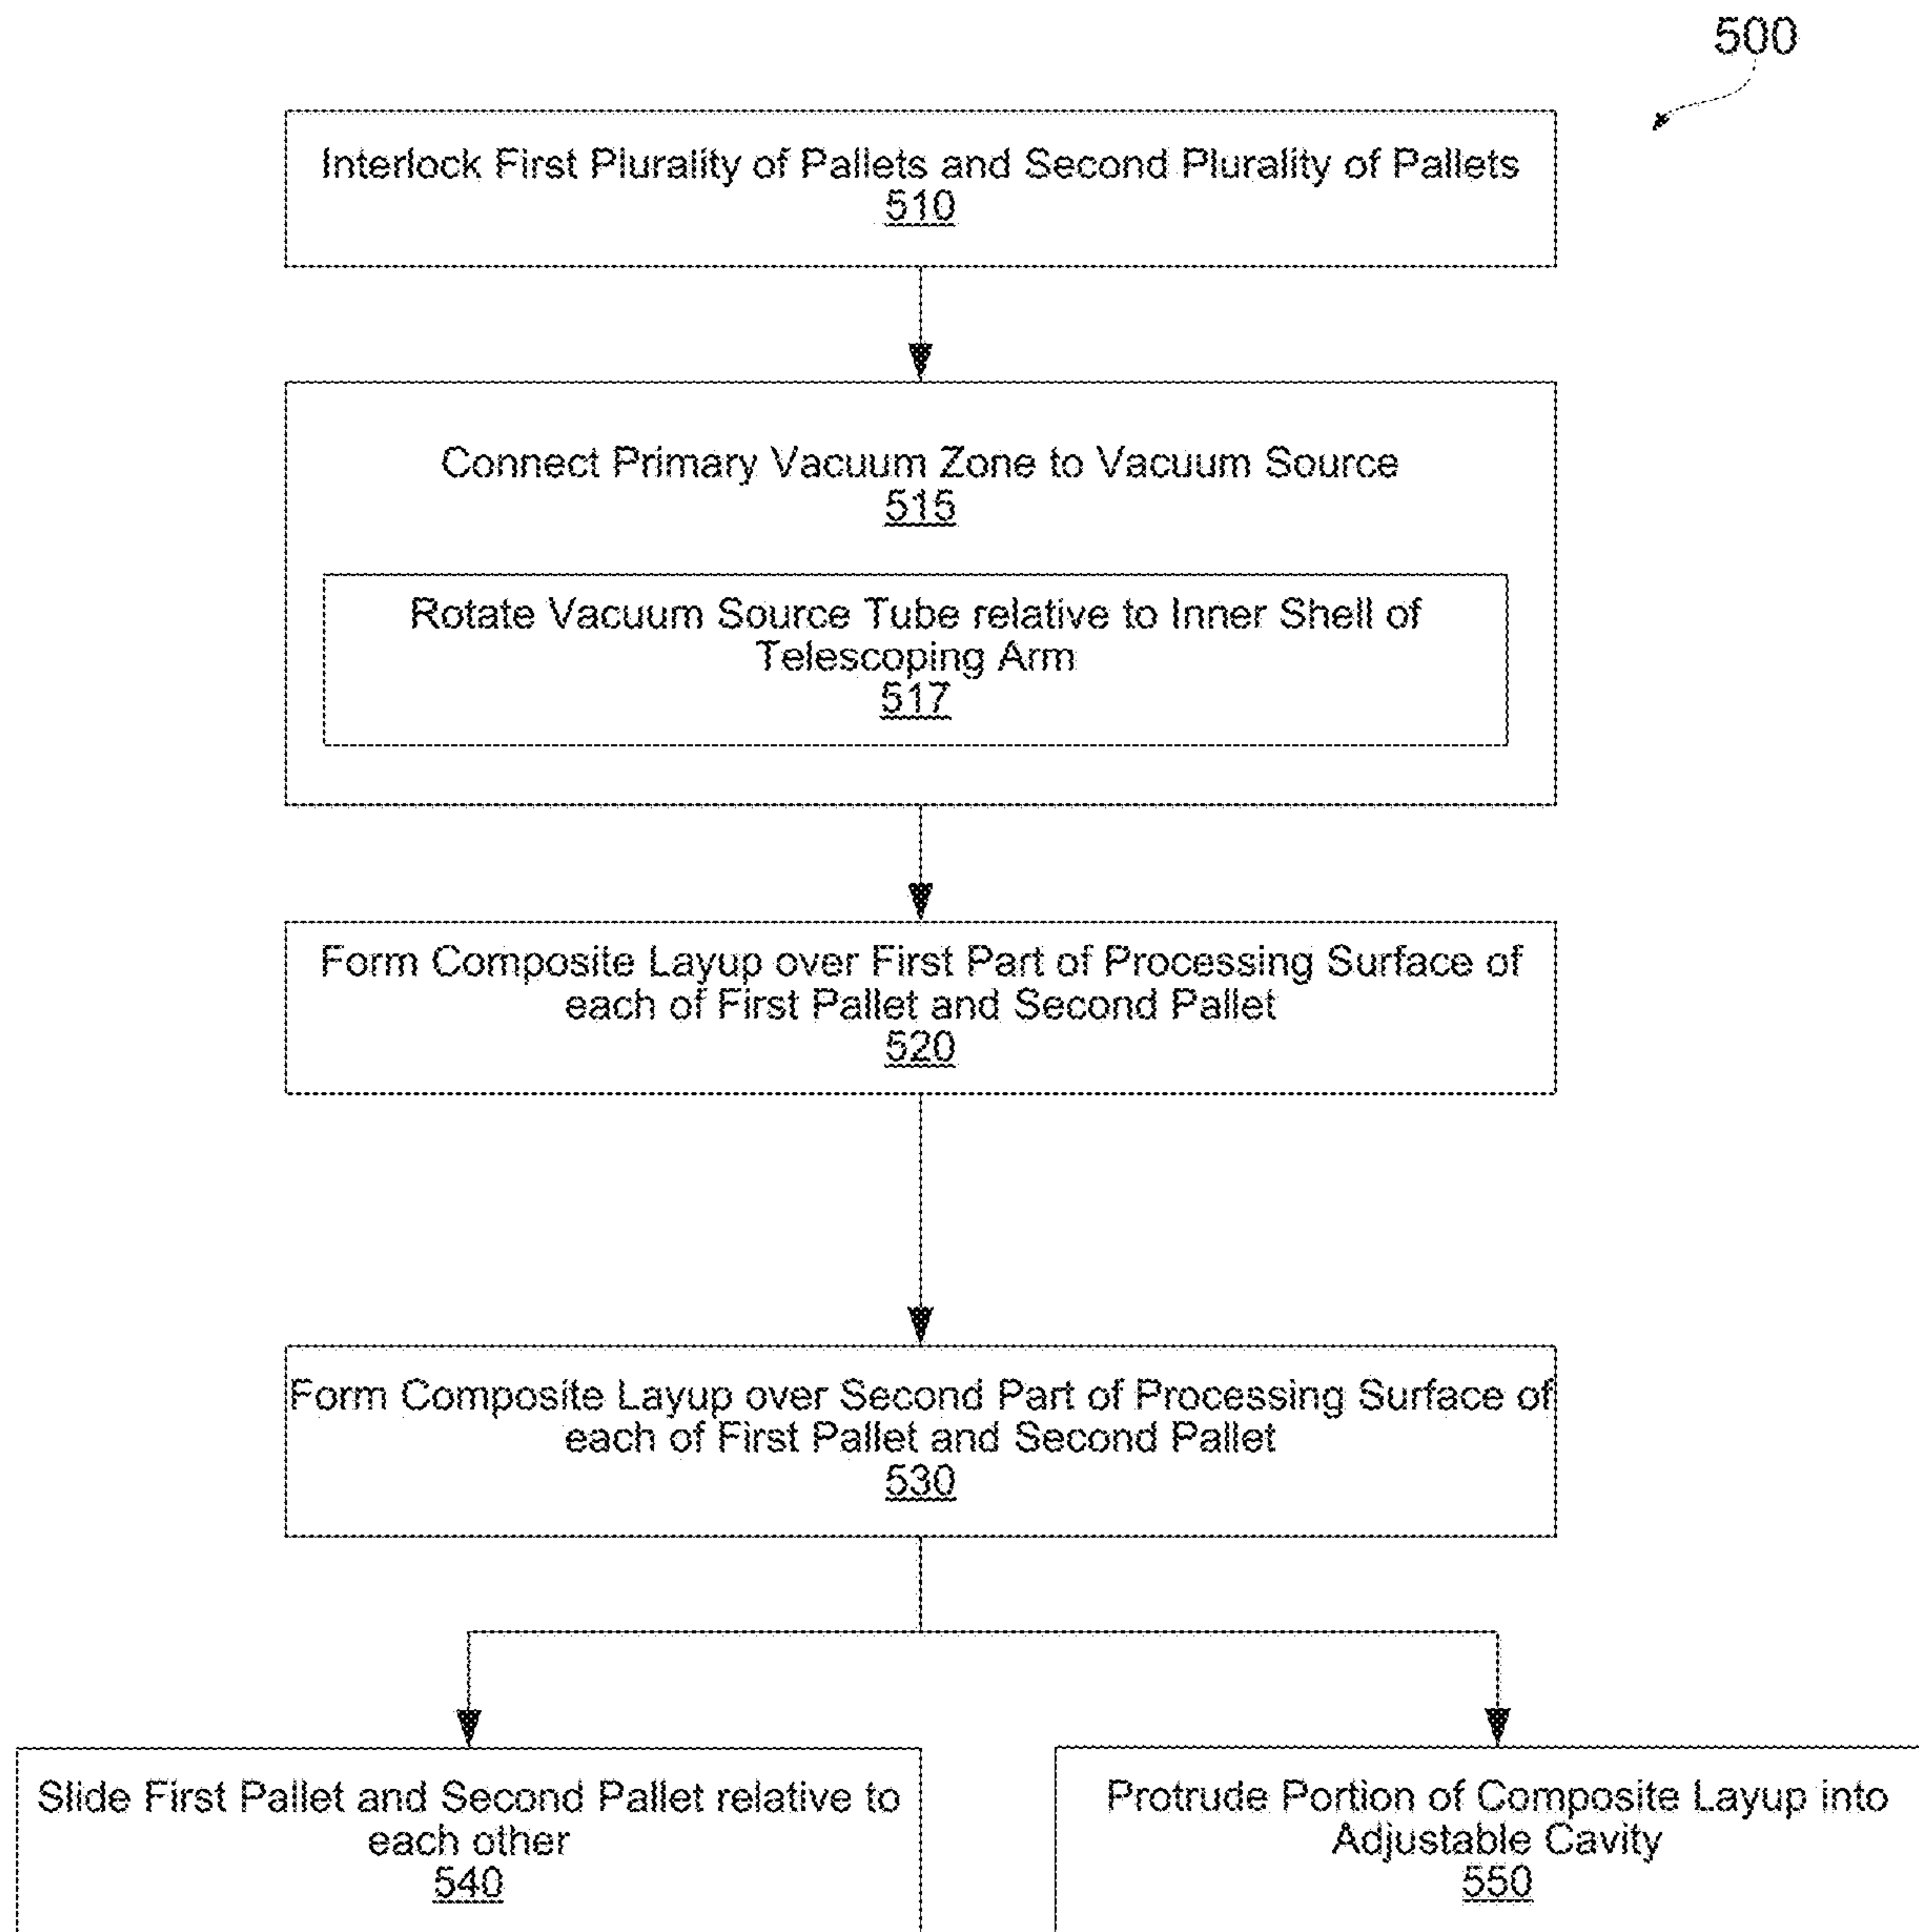 500
Interlock First Plurality of Pallets and Second Plurality of Pallets
510
Connect Primary Vacuum Zone to Vacuum Source
515
Rotate Vacuum Source Tube relative to Inner Shell of
Telescoping Arm
517
Form Composite Layup over First Part of Processing Surface of
each of First Pallet and Second Pallet
520
Form Composite Layup over Second Part of Processing Surface of
each of First Pallet and Second Pallet
530
Slide First Pallet and Second Pallet relative to
each other
540
Protrude Portion of Composite Layup into
Adjustable Cavity
550